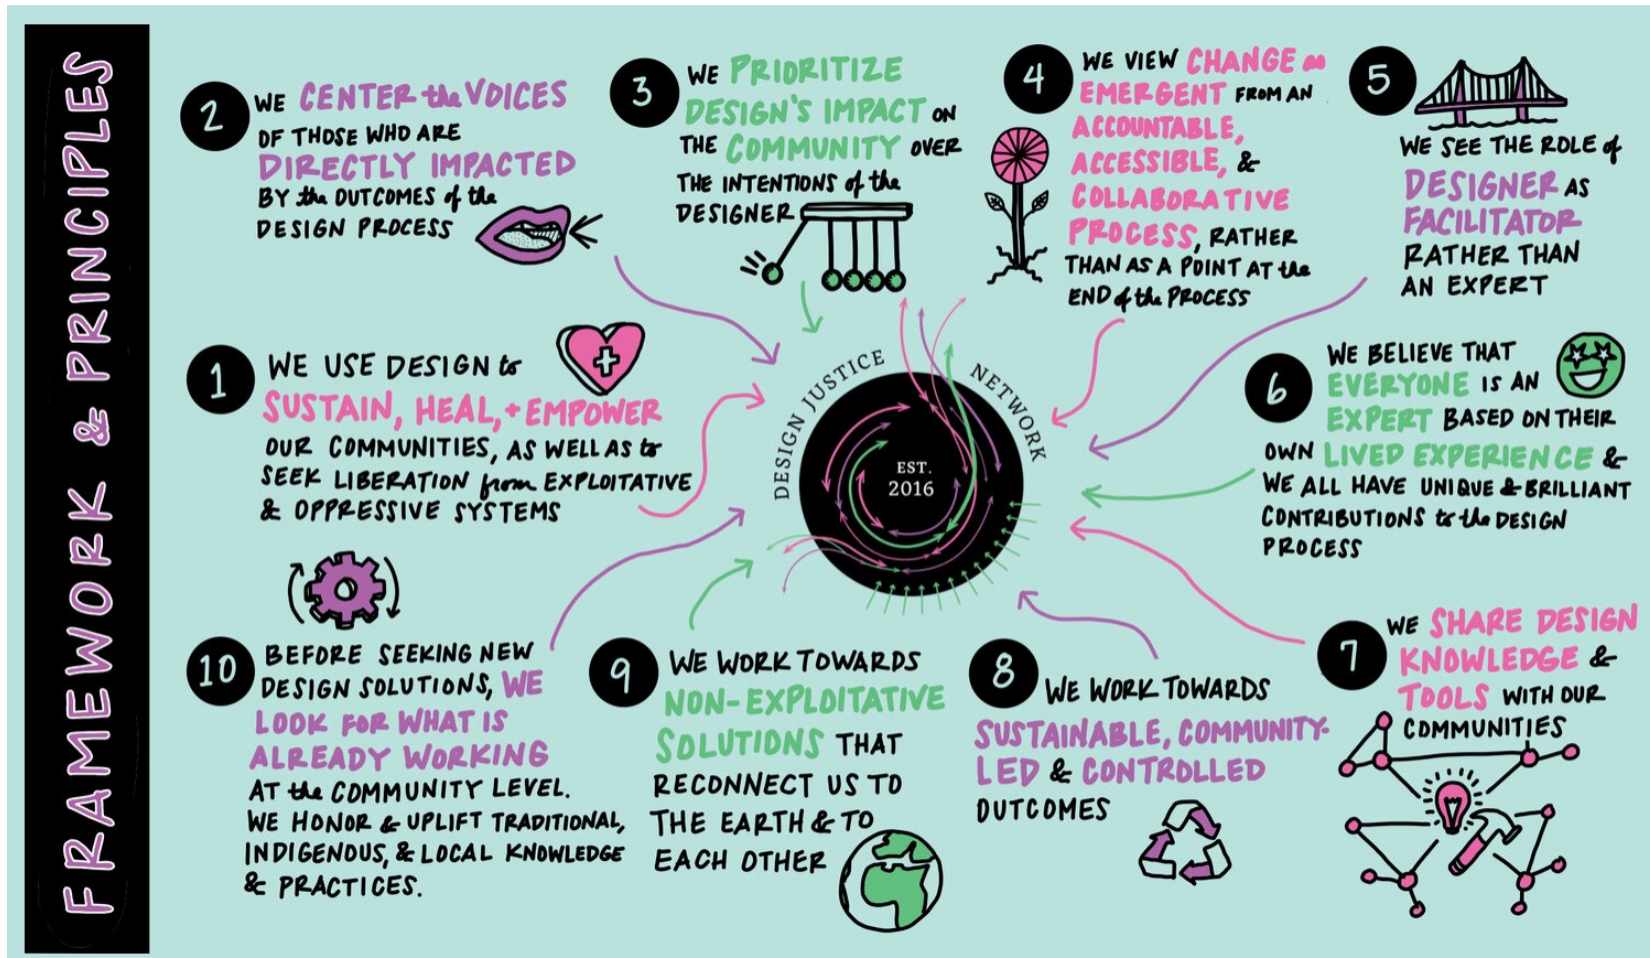 FRAMEWORK & PRINCIPLES
1
WE USE DESIGN to
SUSTAIN, HEAL, + EMPOWER
OUR COMMUNITIES, AS WELL AS to
SEEK LIBERATION from EXPLOITATIVE
& OPPRESSIVE SYSTEMS
2
WE CENTER the VOICES
OF THOSE WHO ARE
DIRECTLY IMPACTED
BY the OUTCOMES of the
DESIGN PROCESS
3
WE PRIORITIZE
DESIGN'S IMPACT ON
THE COMMUNITY OVER
THE INTENTIONS of the
DESIGNER
4
WE VIEW CHANGE as
EMERGENT FROM AN
ACCOUNTABLE,
ACCESSIBLE, &
COLLABORATIVE
PROCESS, RATHER
THAN AS A POINT AT the
END of the PROCESS
5
WE SEE THE ROLE of
DESIGNER AS
FACILITATOR
RATHER THAN
AN EXPERT
6
WE BELIEVE THAT
EVERYONE IS AN
EXPERT BASED ON THEIR
OWN LIVED EXPERIENCE &
WE ALL HAVE UNIQUE & BRILLIANT
CONTRIBUTIONS to the DESIGN
PROCESS
7
WE SHARE DESIGN
KNOWLEDGE &
TOOLS WITH OUR
COMMUNITIES
8
WE WORK TOWARDS
SUSTAINABLE, COMMUNITY-
LED & CONTROLLED
OUTCOMES
9
WE WORK TOWARDS
NON-EXPLOITATIVE
SOLUTIONS THAT
RECONNECT US TO
THE EARTH & TO
EACH OTHER
10
BEFORE SEEKING NEW
DESIGN SOLUTIONS, WE
LOOK FOR WHAT IS
ALREADY WORKING
AT the COMMUNITY LEVEL.
WE HONOR & UPLIFT TRADITIONAL,
INDIGENOUS, & LOCAL KNOWLEDGE
& PRACTICES.
DESIGN JUSTICE NETWORK
EST.
2016